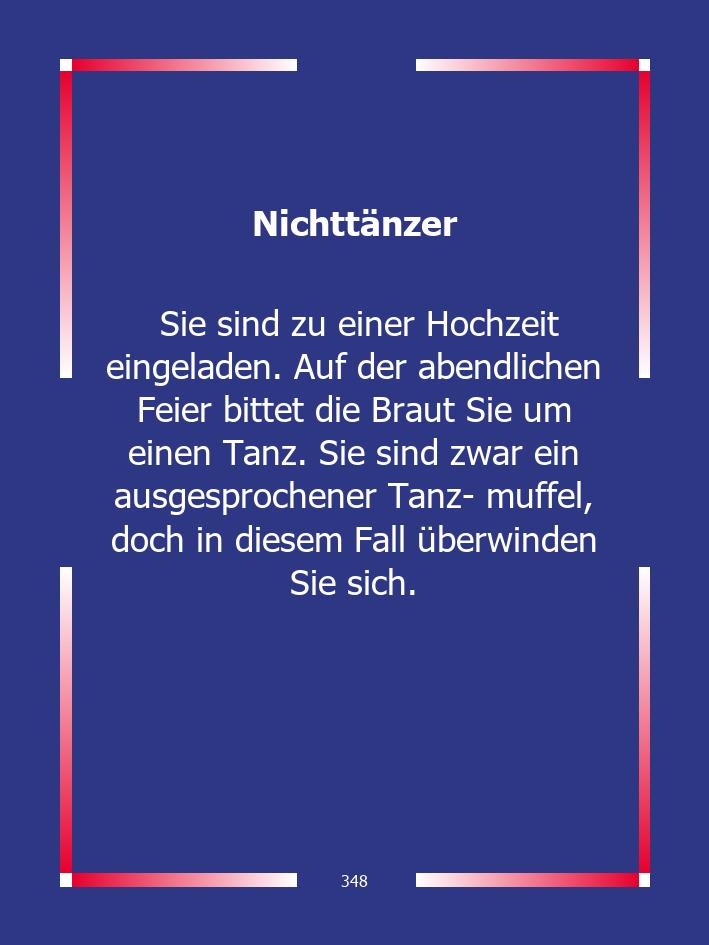 Nichttänzer
Sie sind zu einer Hochzeit
eingeladen. Auf der abendlichen
Feier bittet die Braut Sie um
einen Tanz. Sie sind zwar ein
ausgesprochener Tanz- muffel,
doch in diesem Fall überwinden
Sie sich.
348